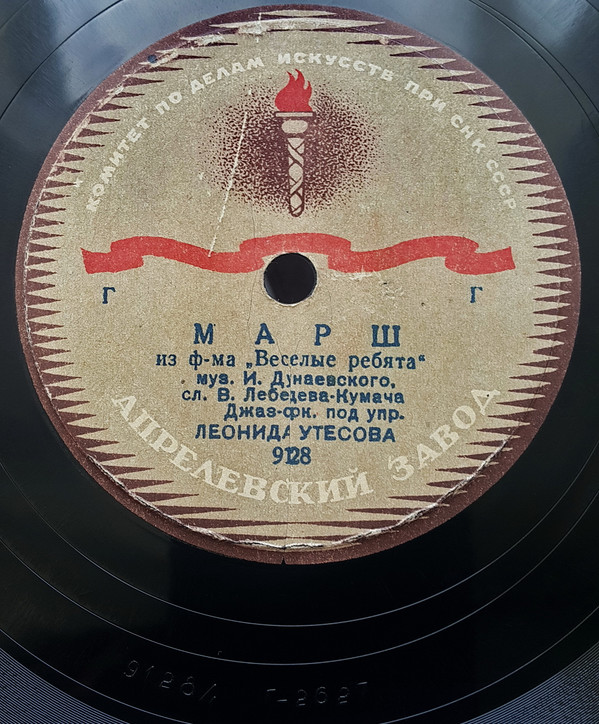 КОМИТЕТ ПО ДЕЛАМ ИСКУССТВ ПРИ СНК СССР
Г Г
МАРШ
из ф-ма „Веселые ребята“
муз. И. Дунаевского,
сл. В. Лебедева-Кумача
Джаз-орк. под упр.
ЛЕОНИДА УТЕСОВА
9128
АПРЕЛЕВСКИЙ ЗАВОД